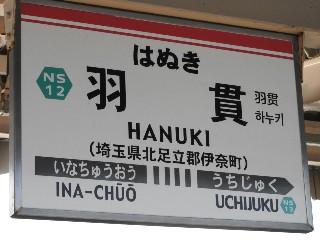 はぬき
NS
12
羽貫
羽贯
하누키
HANUKI
(埼玉県北足立郡伊奈町)
いなちゅうおう うちじゅく
INA-CHŪŌ UCHIJUKU
NS
13